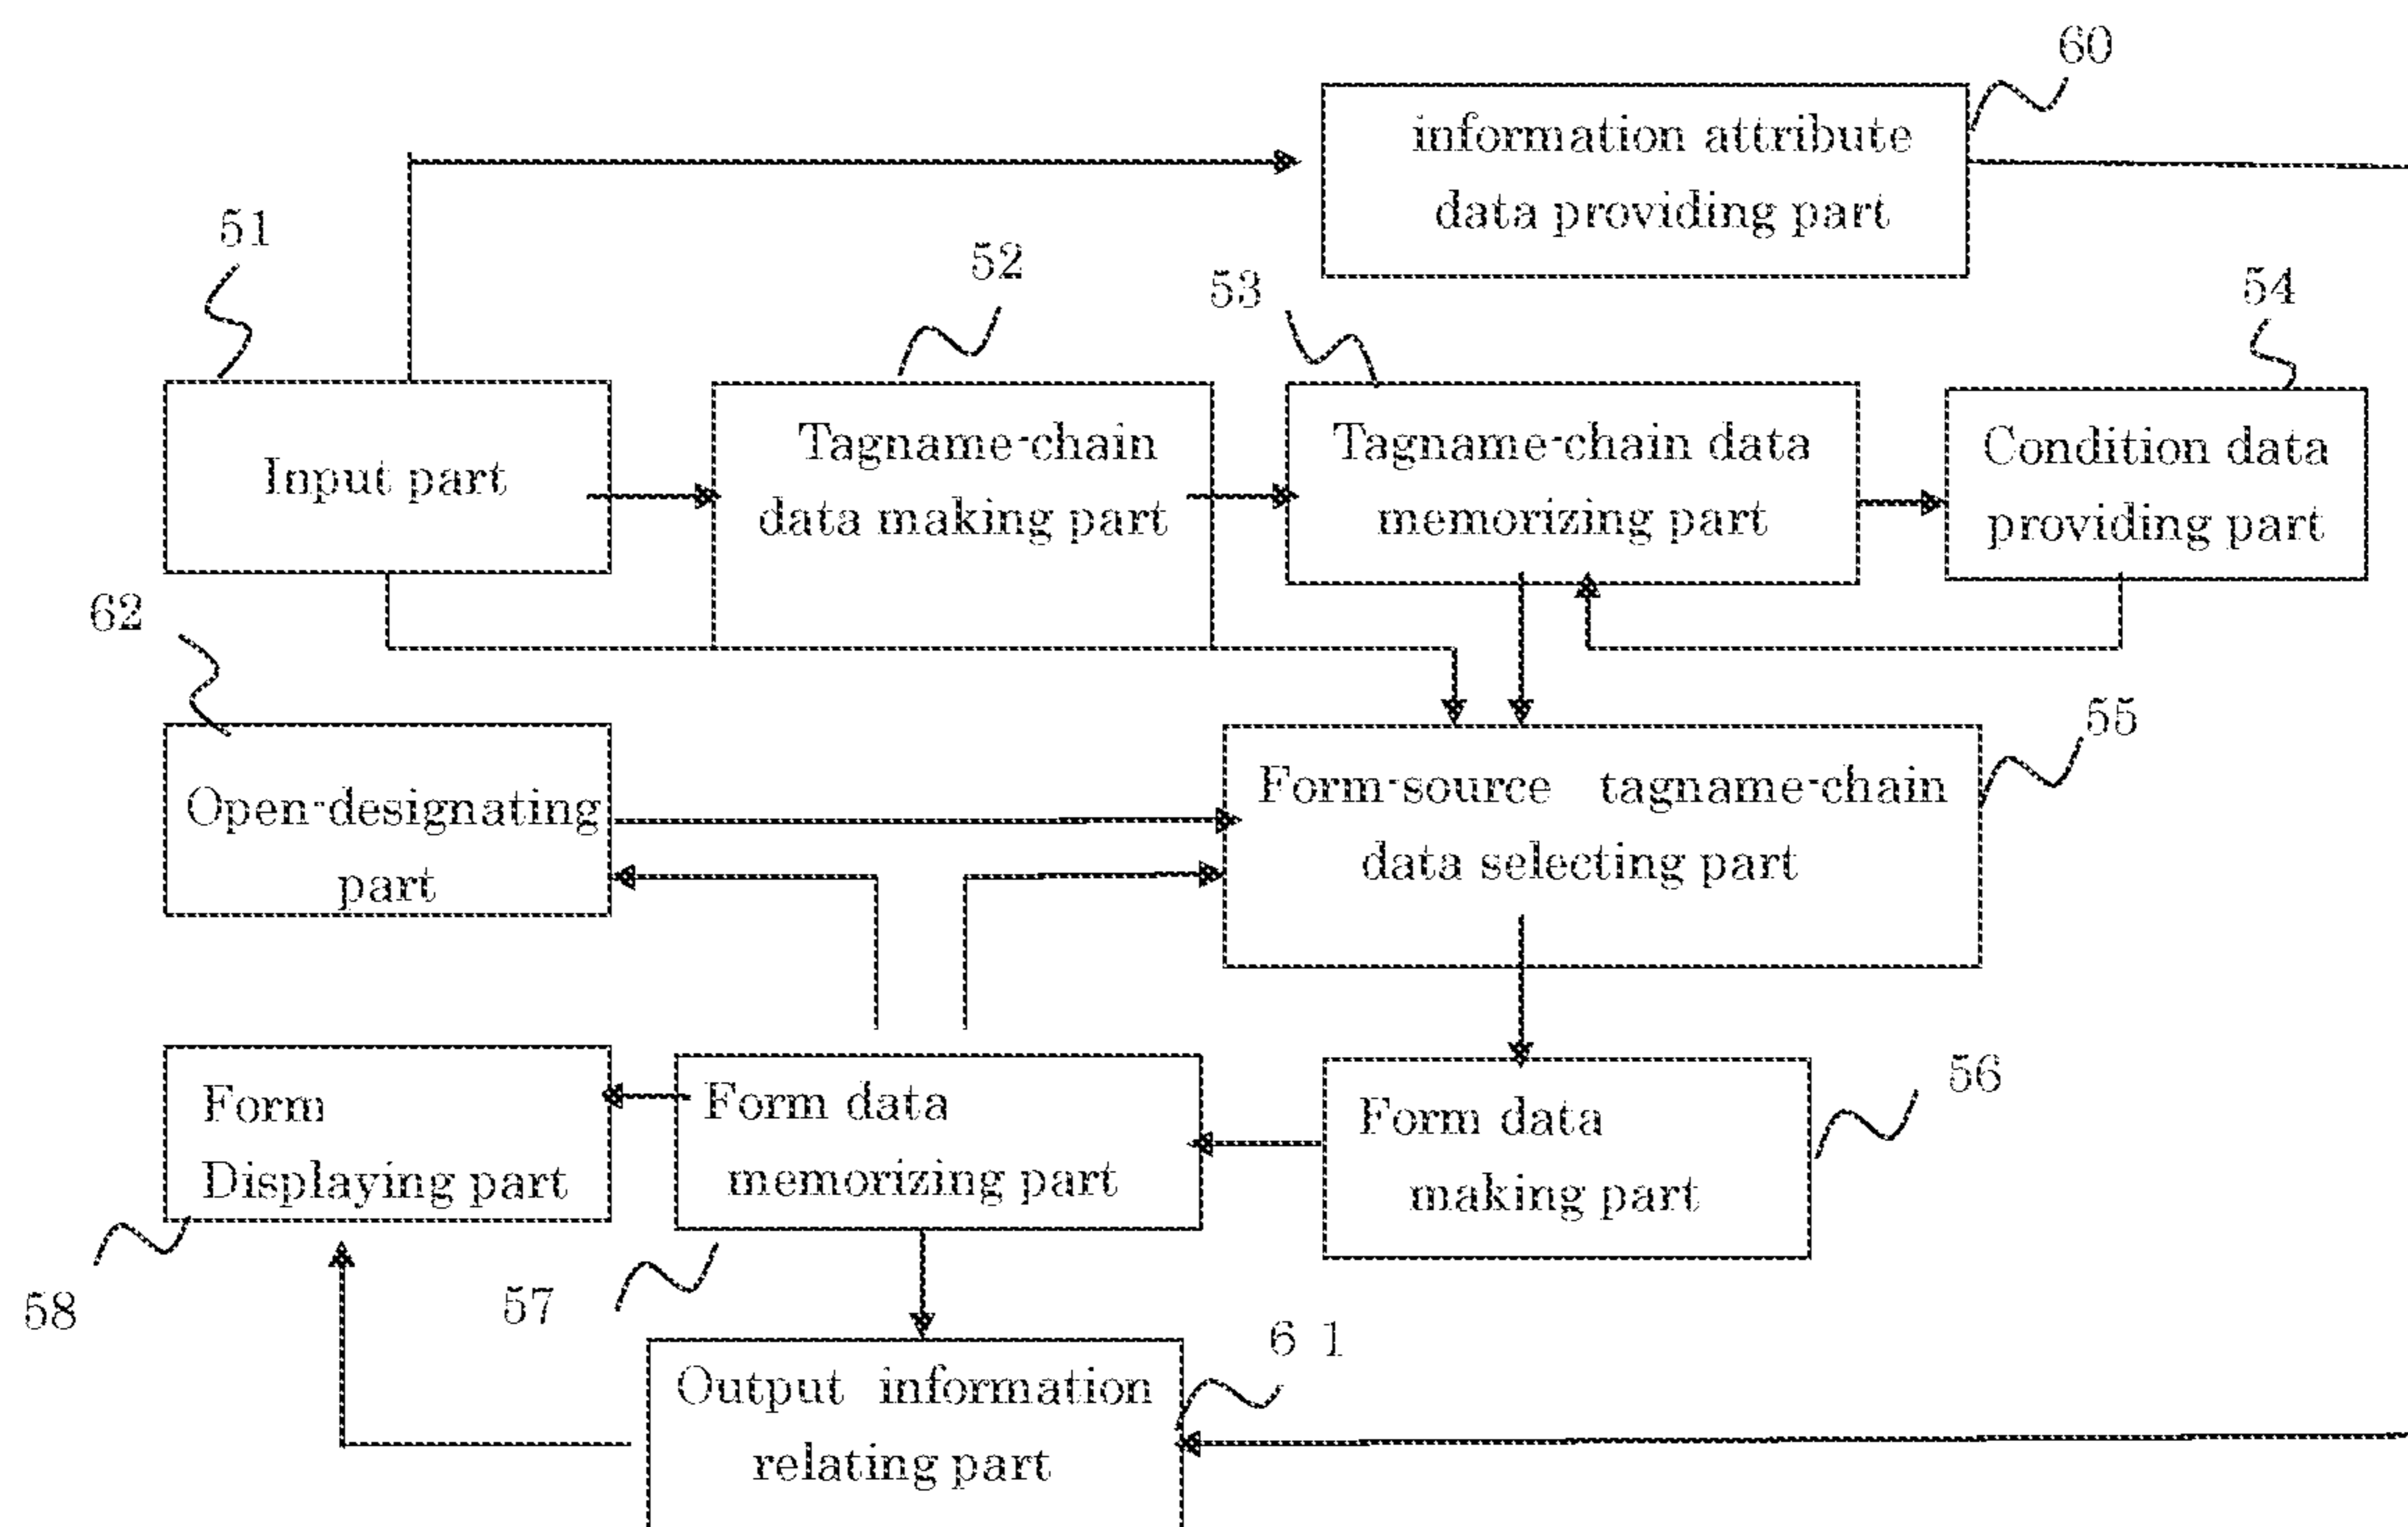 60
information attribute
data providing part
51
52
53
54
Input part
Tagname-chain
data making part
Tagname-chain data
memorizing part
Condition data
providing part
62
55
Open-designating
part
Form-source tagname-chain
data selecting part
56
Form
Displaying part
Form data
memorizing part
Form data
making part
58
57
6 1
Output information
relating part